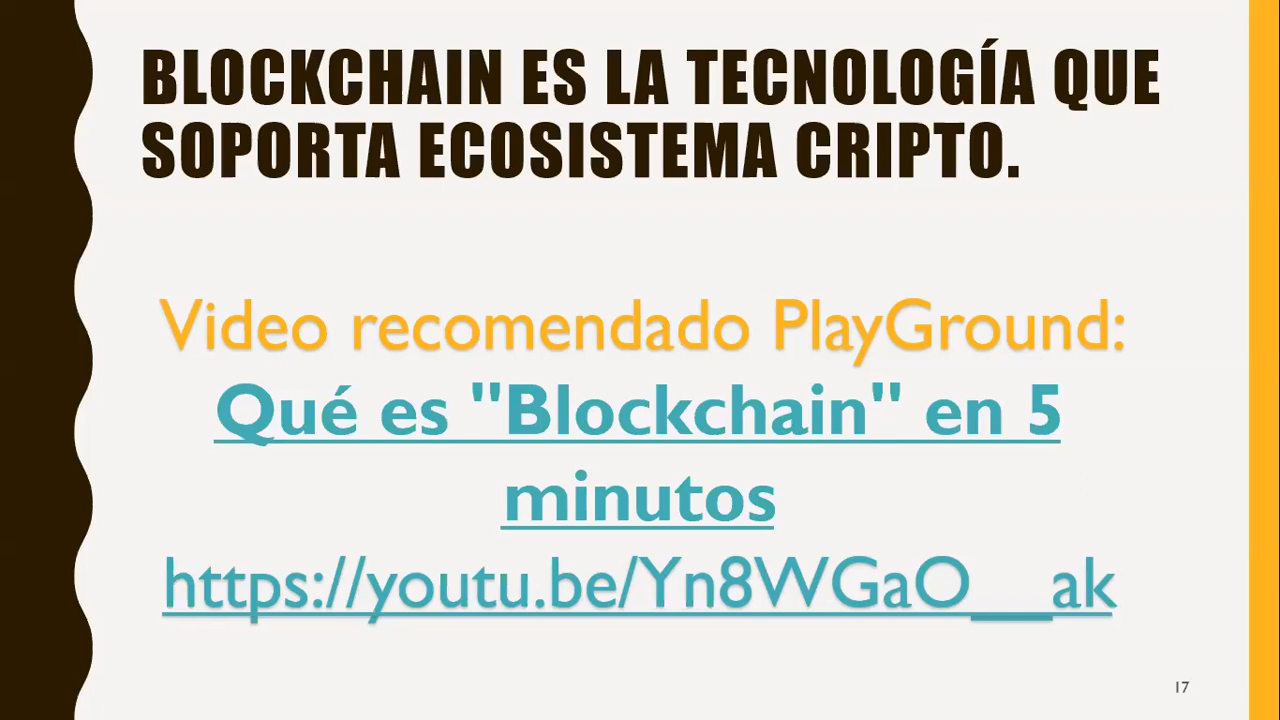 BLOCKCHAIN ES LA TECNOLOGÍA QUE
SOPORTA ECOSISTEMA CRIPTO.
Video recomendado PlayGround:
Qué es "Blockchain" en 5
minutos
https://youtu.be/Yn8WGaO__ak
17